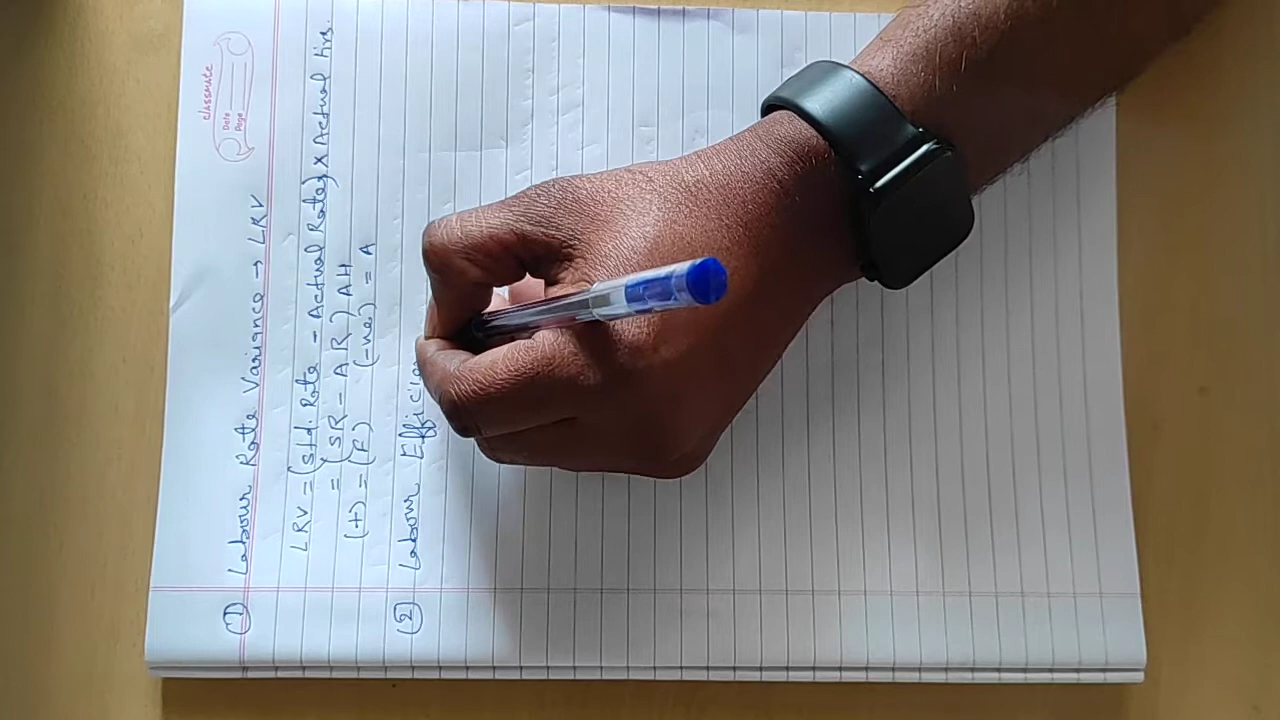 classmate
Date
Page
(1) Labour Rate Variance → LRV
LRV = (Std. Rate - Actual Rate) × Actual Hrs.
= (SR - AR) AH
(+) = (F) (-ve) = A
(2) Labour Efficien